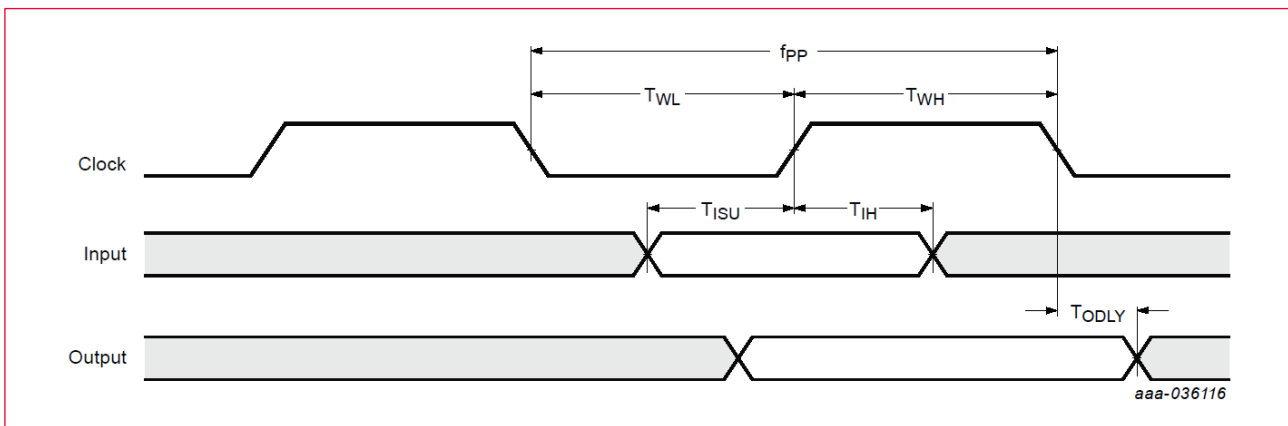 fPP
TWL TWH
Clock
TISU TIH
Input
TODLY
Output
aaa-036116